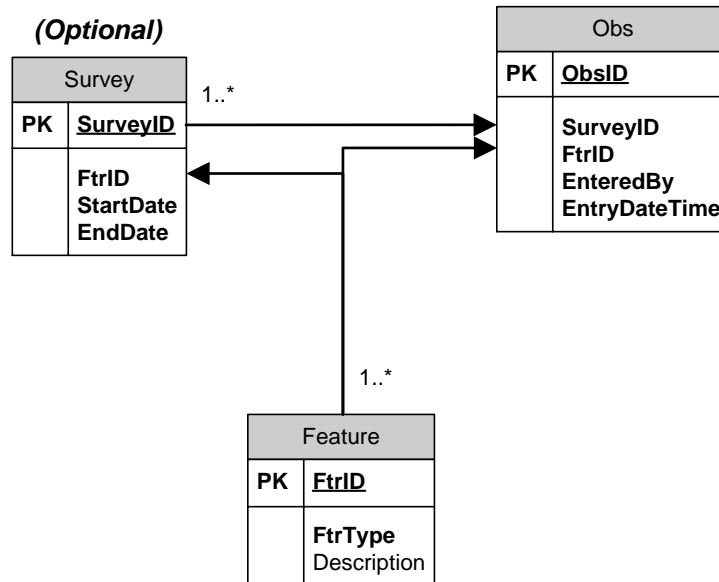 (Optional)
Survey
PK SurveyID
FtrID
StartDate
EndDate
1..*
Obs
PK ObsID
SurveyID
FtrID
EnteredBy
EntryDateTime
1..*
Feature
PK FtrID
FtrType
Description